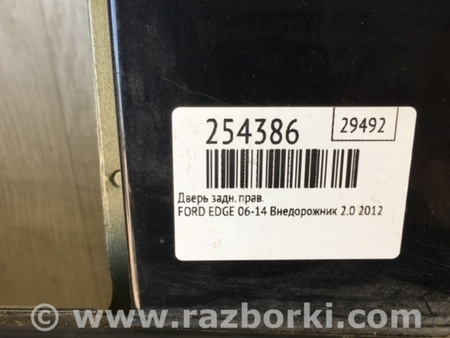 254386
29492
Дверь задн. прав.
FORD EDGE 06-14 Внедорожник 2.0 2012
© www.razborki.com